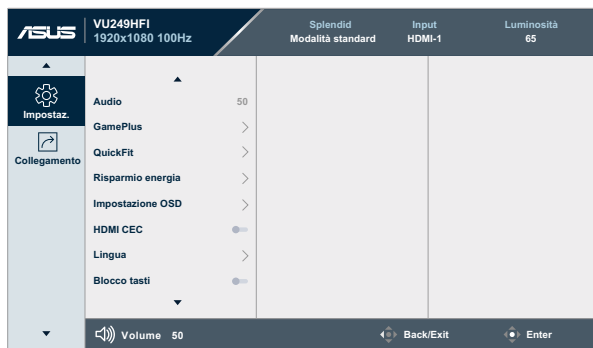 ASUS
VU249HFI
1920x1080 100Hz
Splendid
Modalità standard
Input
HDMI-1
Luminosità
65
Impostaz.
Collegamento
Audio 50
GamePlus
QuickFit
Risparmio energia
Impostazione OSD
HDMI CEC
Lingua
Blocco tasti
Volume 50
Back/Exit
Enter